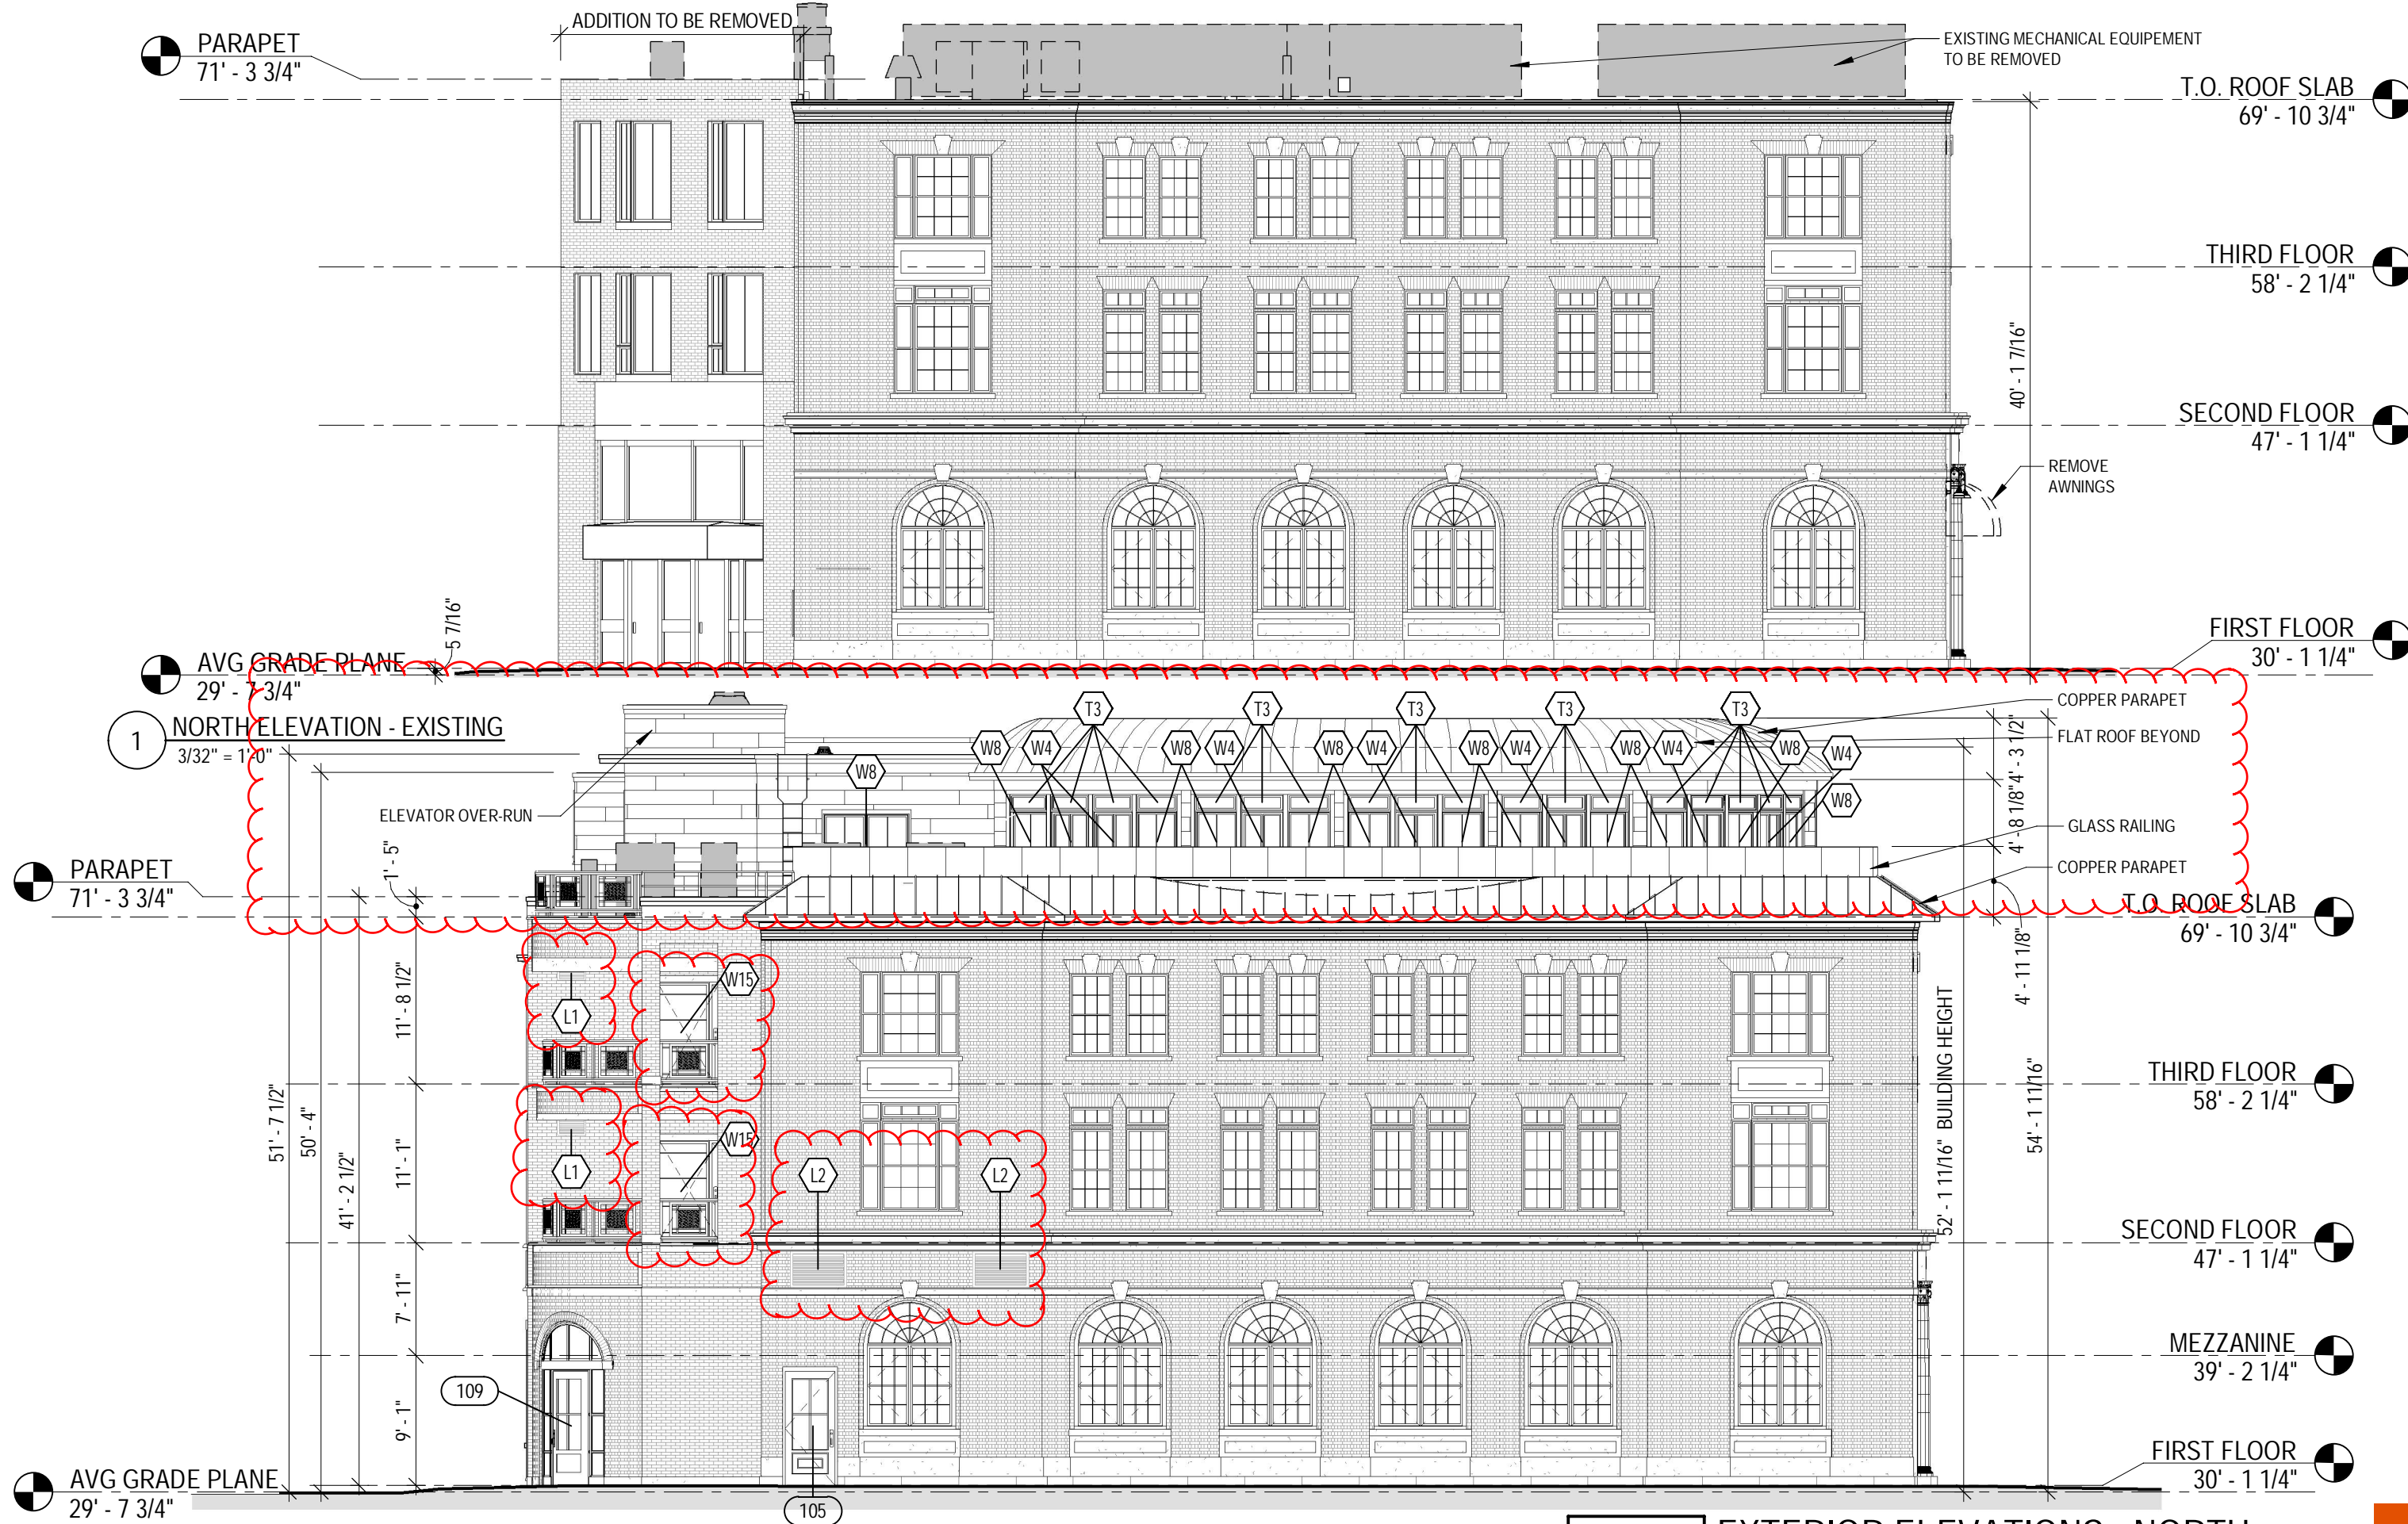 ADDITION TO BE REMOVED
PARAPET
71' - 3 3/4"
EXISTING MECHANICAL EQUIPEMENT
TO BE REMOVED
T.O. ROOF SLAB
69' - 10 3/4"
THIRD FLOOR
58' - 2 1/4"
40' - 1 7/16"
SECOND FLOOR
47' - 1 1/4"
REMOVE
AWNINGS
5 7/16"
FIRST FLOOR
30' - 1 1/4"
AVG GRADE PLANE
29' - 7 3/4"
1
NORTH ELEVATION - EXISTING
3/32" = 1'-0"
T3
T3
T3
T3
T3
COPPER PARAPET
FLAT ROOF BEYOND
W8
W4
W8
W4
W8
W4
W8
W4
W8
W4
W8
W4
W8
W8
4' - 3 1/2"
4' - 8 1/8"
ELEVATOR OVER-RUN
GLASS RAILING
COPPER PARAPET
1' - 5"
PARAPET
71' - 3 3/4"
T.O. ROOF SLAB
69' - 10 3/4"
4' - 11 1/8"
W15
L1
11' - 8 1/2"
52' - 1 11/16" BUILDING HEIGHT
54' - 1 11/16"
THIRD FLOOR
58' - 2 1/4"
51' - 7 1/2"
50' - 4"
41' - 2 1/2"
11' - 1"
W15
L1
L2
L2
SECOND FLOOR
47' - 1 1/4"
7' - 11"
MEZZANINE
39' - 2 1/4"
109
9' - 1"
FIRST FLOOR
30' - 1 1/4"
AVG GRADE PLANE
29' - 7 3/4"
105
EXTERIOR ELEVATIONS - NORTH